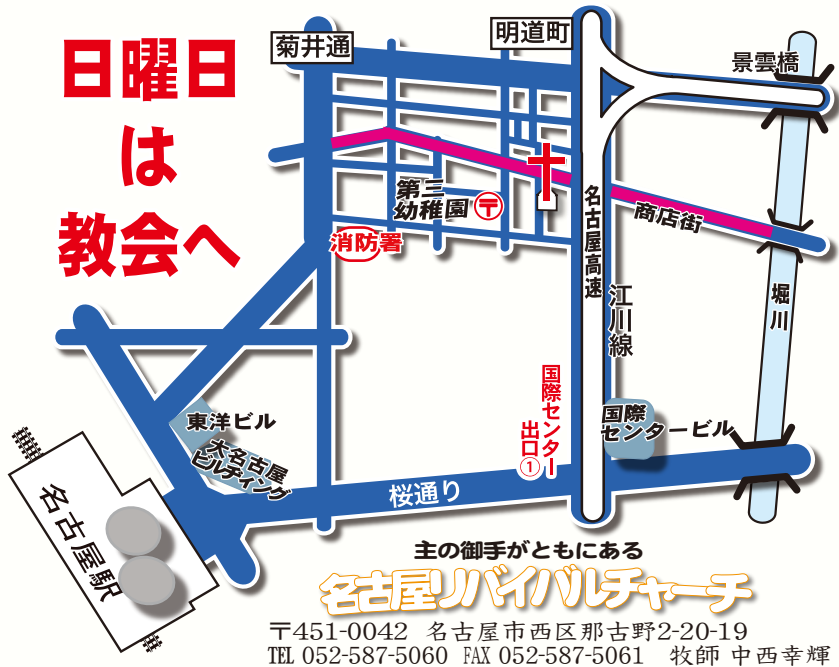 日曜日
は
教会へ
菊井通
明道町
景雲橋
第三
幼稚園
〒
消防署
名古屋高速
商店街
江川線
堀川
国際センター
出口①
国際
センタービル
東洋ビル
大名古屋
ビルディング
桜通り
名古屋駅
主の御手がともにある
名古屋リバイバルチャーチ
〒451-0042 名古屋市西区那古野2-20-19
TEL 052-587-5060 FAX 052-587-5061 牧師 中西幸輝